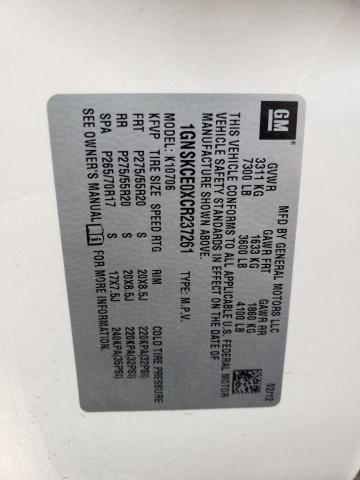 GM
MFD BY GENERAL MOTORS LLC
02/12
GVWR GAWR FRT GAWR RR
3311 KG 1633 KG 1860 KG
7300 LB 3600 LB 4100 LB
THIS VEHICLE CONFORMS TO ALL APPLICABLE U.S. FEDERAL MOTOR
VEHICLE SAFETY STANDARDS IN EFFECT ON THE DATE OF
MANUFACTURE SHOWN ABOVE.
1GNSKCE0XCR237261 TYPE: M.P.V.
MODEL: K10706
KFVP TIRE SIZE SPEED RTG RIM COLD TIRE PRESSURE
FRT P275/55R20 S 20X8.5J 220KPA(32PSI)
RR P275/55R20 S 20X8.5J 220KPA(32PSI)
SPA P265/70R17 S 17X7.5J 240KPA(35PSI)
SEE OWNER'S MANUAL FOR MORE INFORMATION.